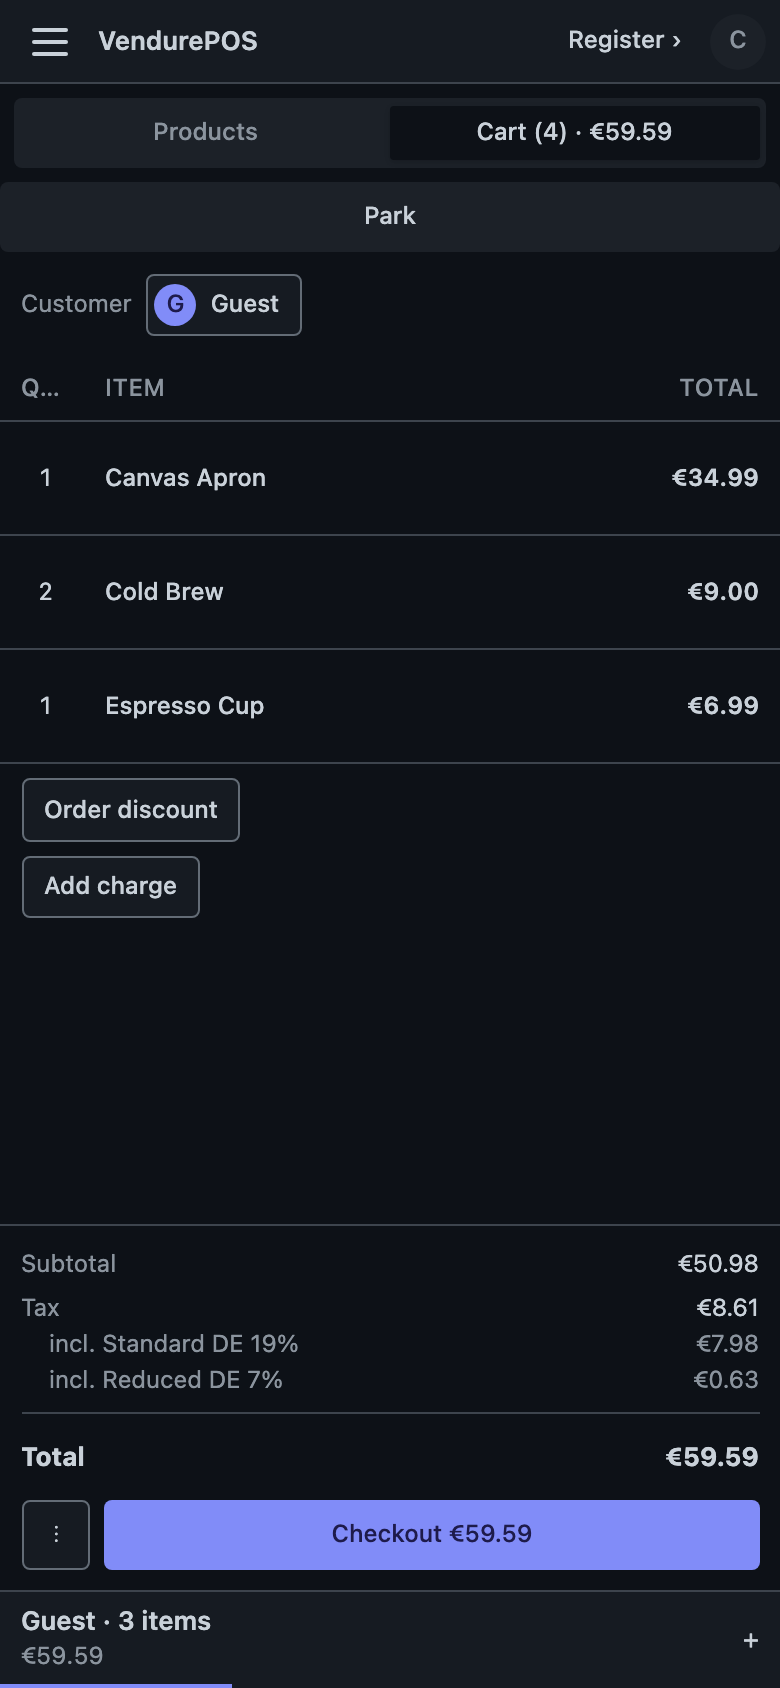 VendurePOS
Register ›
C
Products
Cart (4) · €59.59
Park
Customer
G Guest
Q... ITEM TOTAL
1 Canvas Apron €34.99
2 Cold Brew €9.00
1 Espresso Cup €6.99
Order discount
Add charge
Subtotal €50.98
Tax €8.61
incl. Standard DE 19% €7.98
incl. Reduced DE 7% €0.63
Total €59.59
Checkout €59.59
Guest · 3 items
€59.59
+